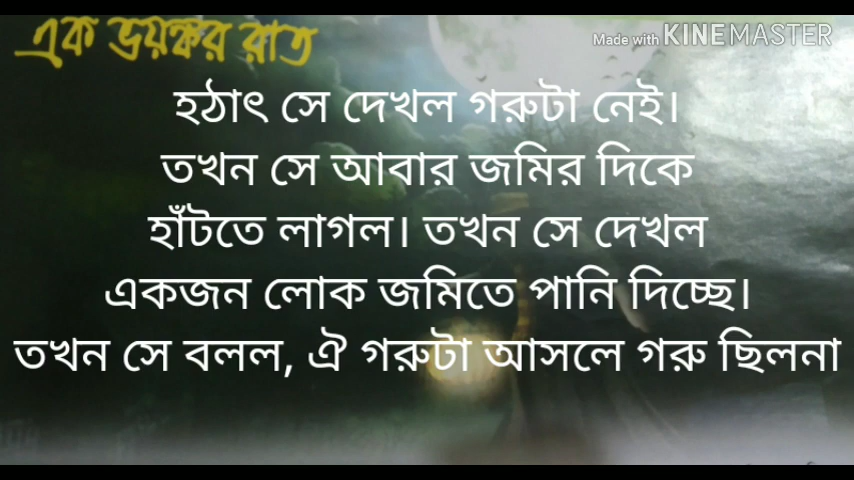 এক ভয়ঙ্কর রাত
Made with KINEMASTER
হঠাৎ সে দেখল গরুটা নেই।
তখন সে আবার জমির দিকে
হাঁটতে লাগল। তখন সে দেখল
একজন লোক জমিতে পানি দিচ্ছে।
তখন সে বলল, ঐ গরুটা আসলে গরু ছিলনা